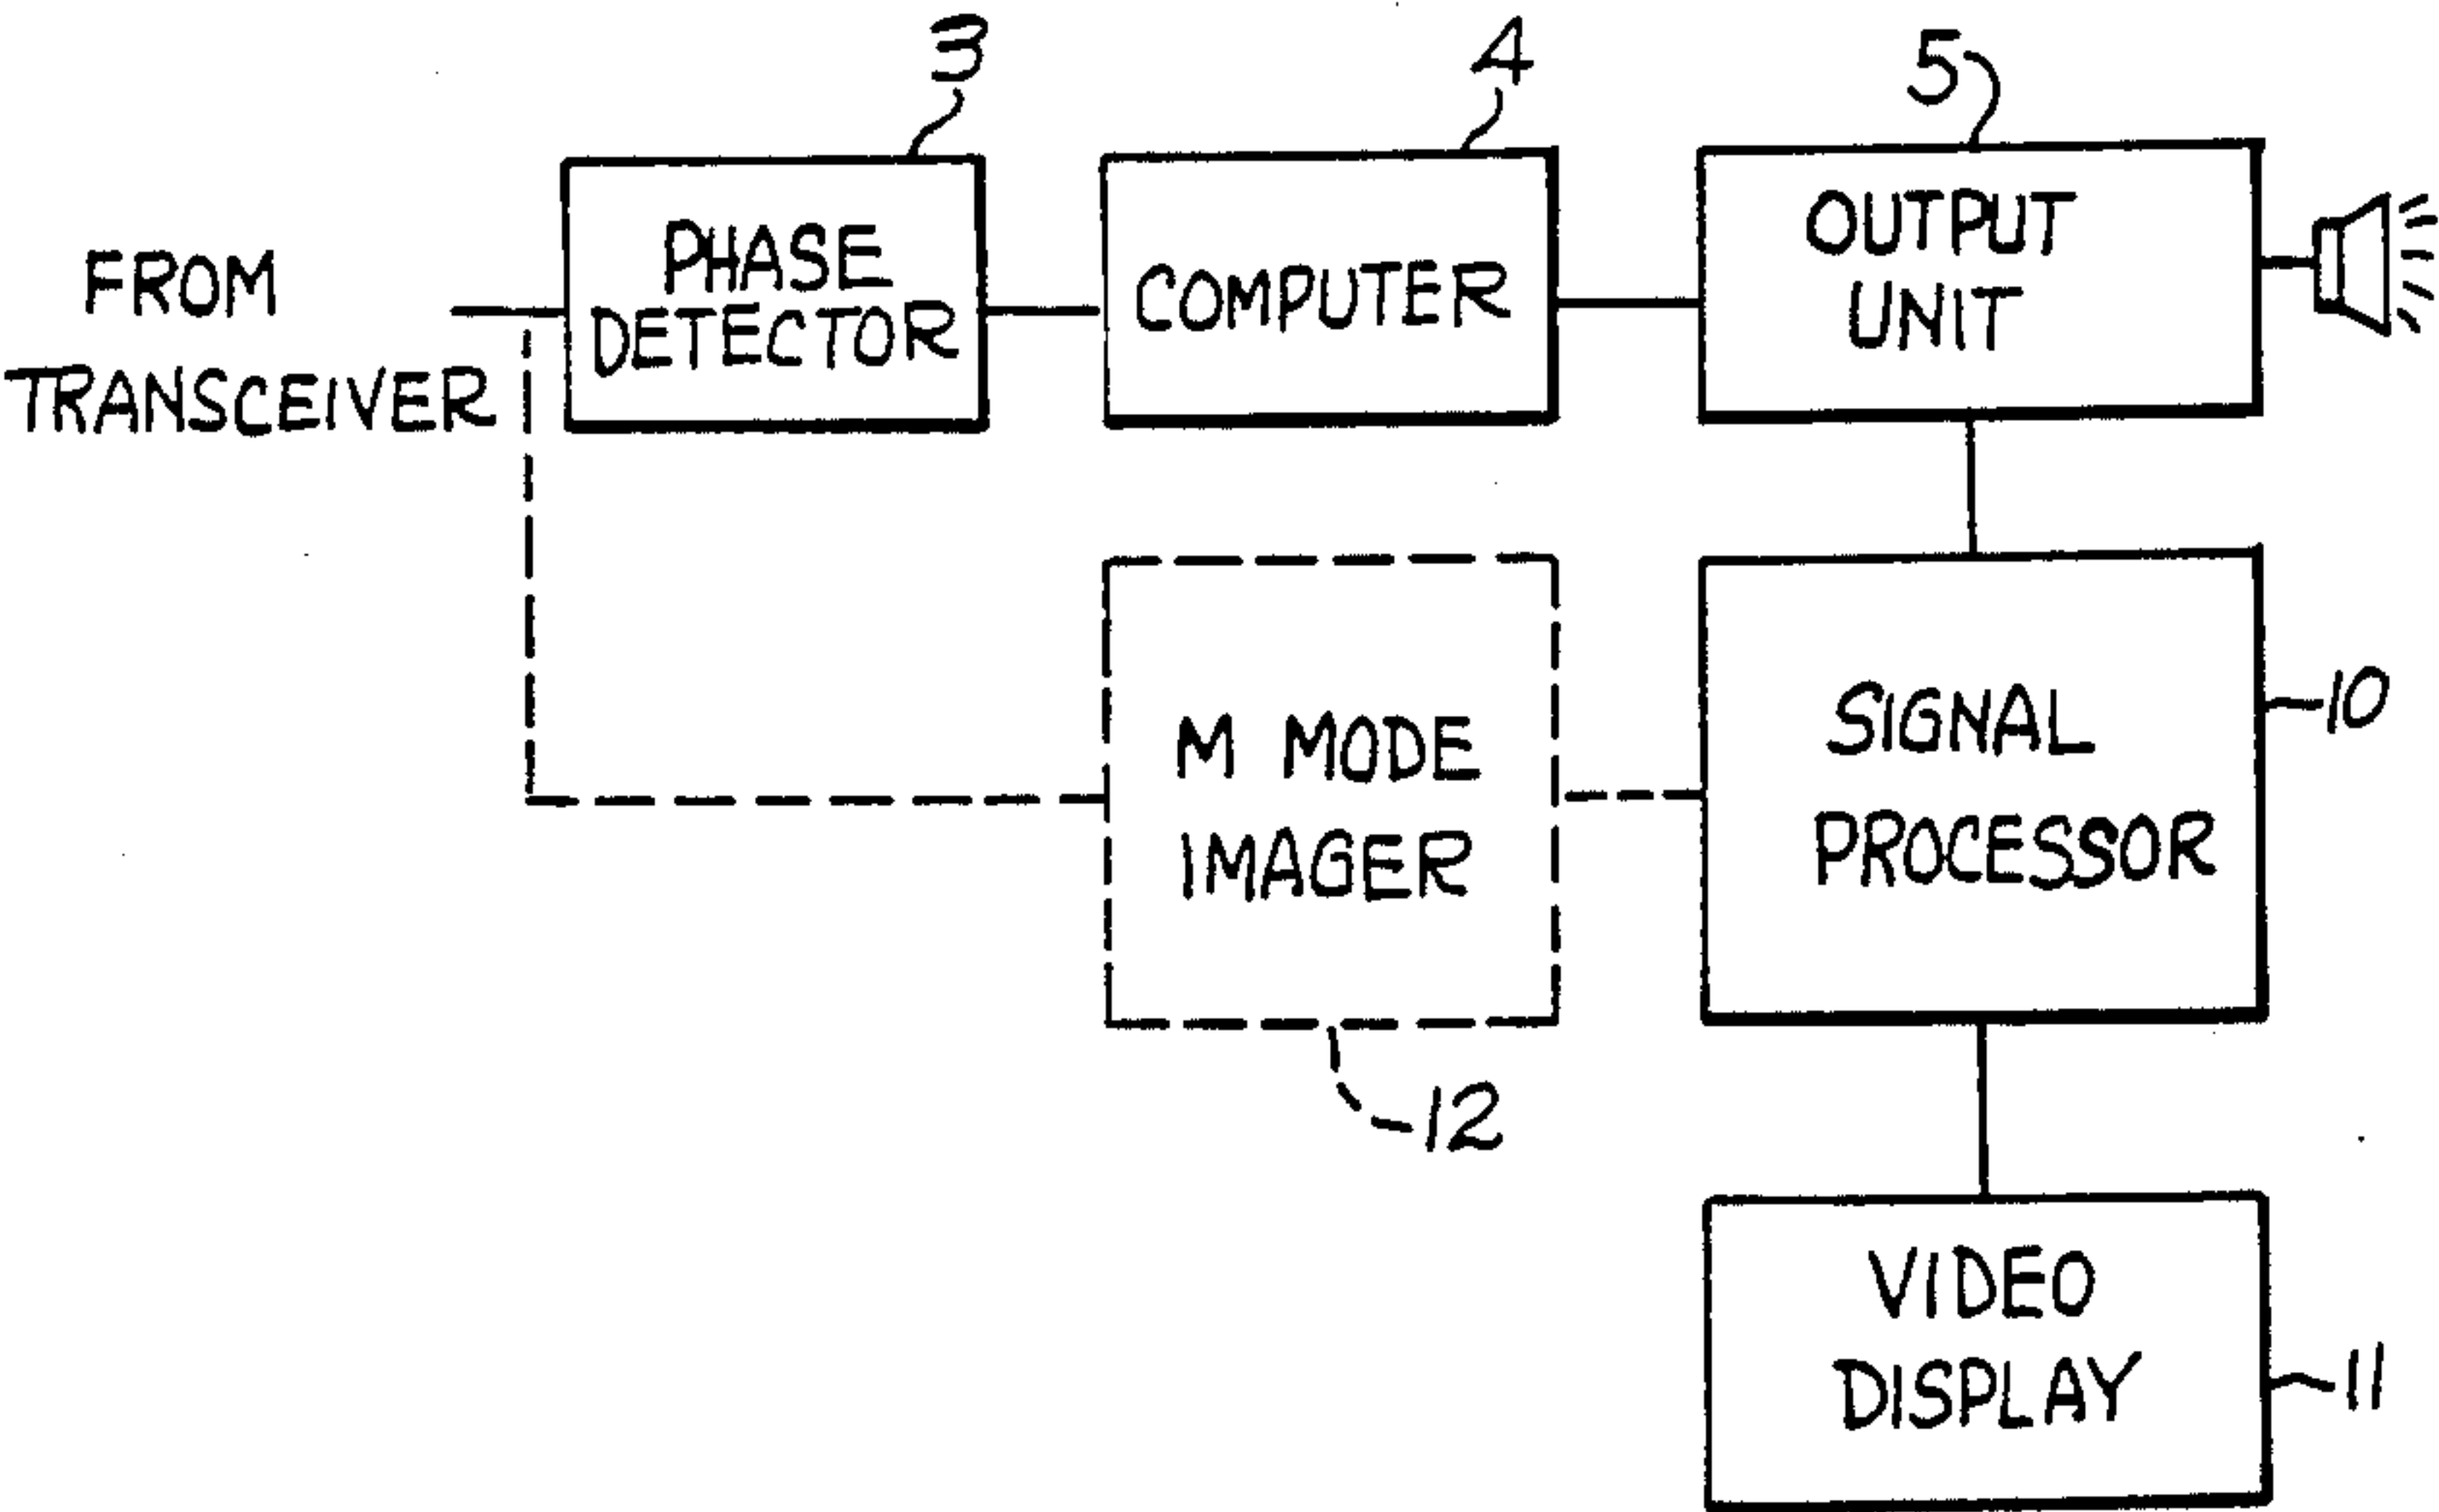 3
4
5
FROM
TRANSCEIVER
PHASE
DETECTOR
COMPUTER
OUTPUT
UNIT
M MODE
IMAGER
12
SIGNAL
PROCESSOR
10
VIDEO
DISPLAY
11